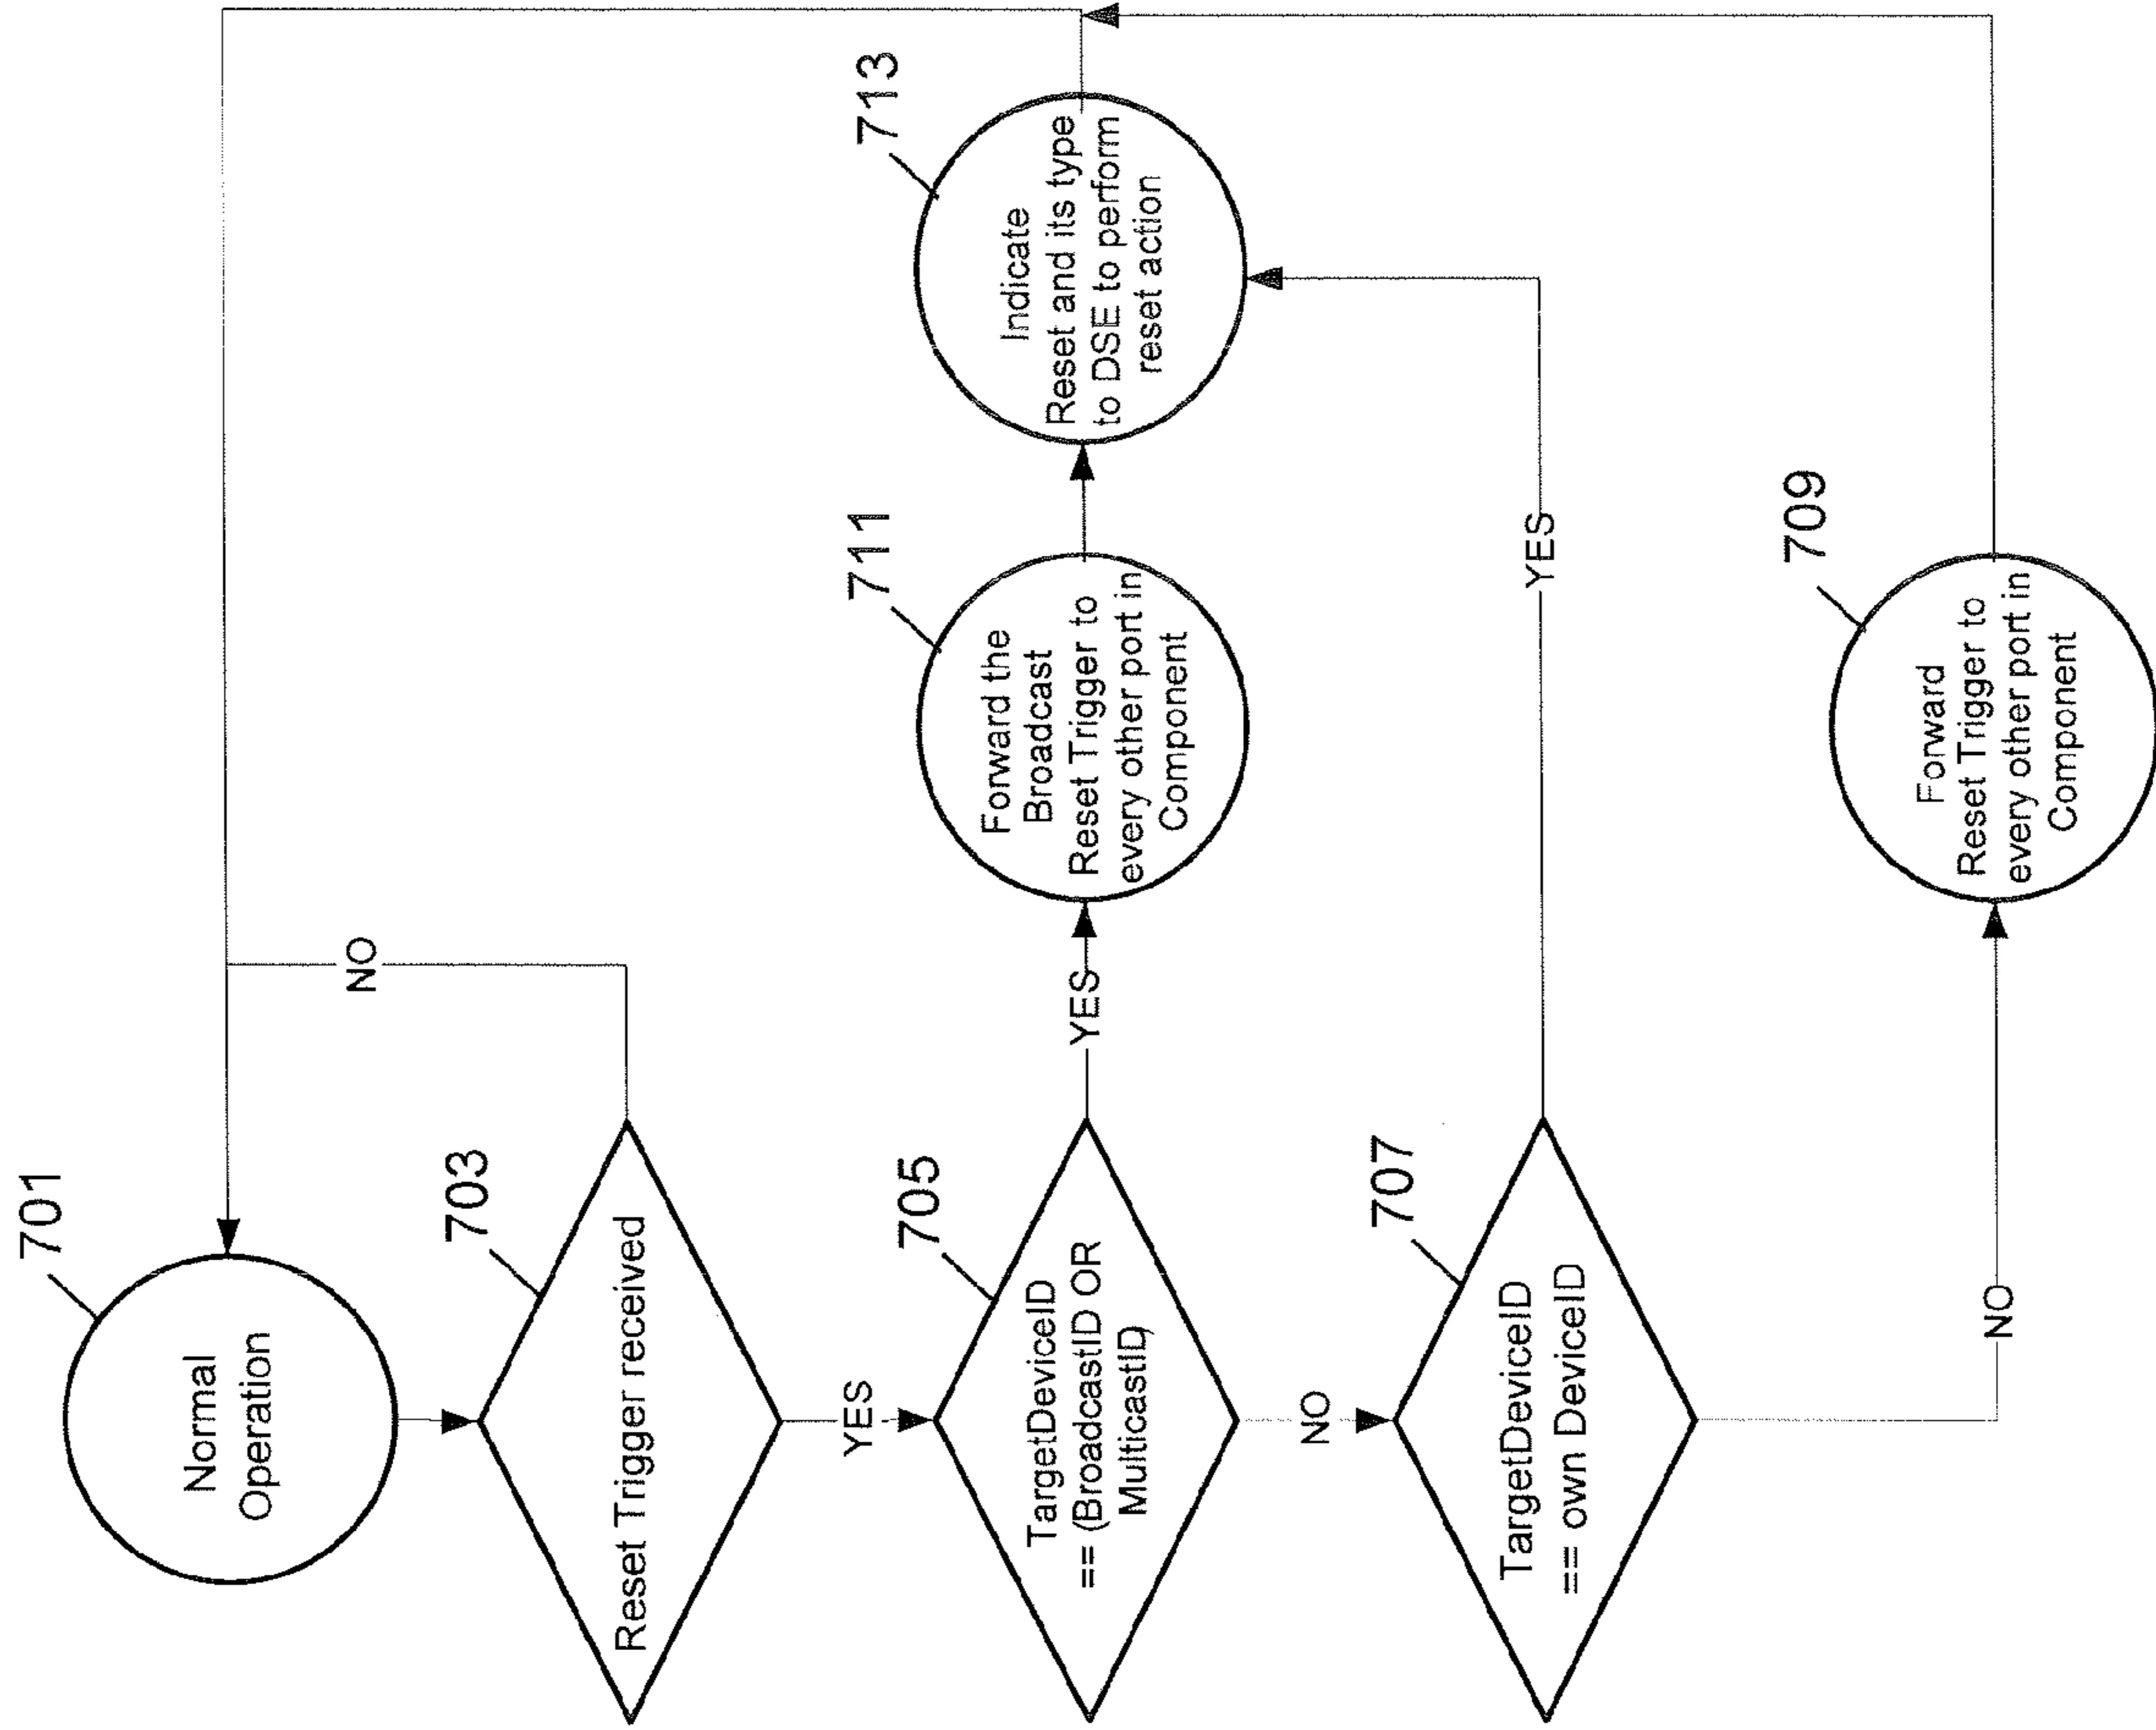 701
Normal
Operation
703
Reset Trigger received
NO
YES
705
TargetDeviceID
== (BroadcastID OR
MulticastID)
YES
711
Forward the
Broadcast
Reset Trigger to
every other port in
Component
713
Indicate
Reset and its type
to DSE to perform
reset action
NO
707
TargetDeviceID
== own DeviceID
YES
NO
709
Forward
Reset Trigger to
every other port in
Component